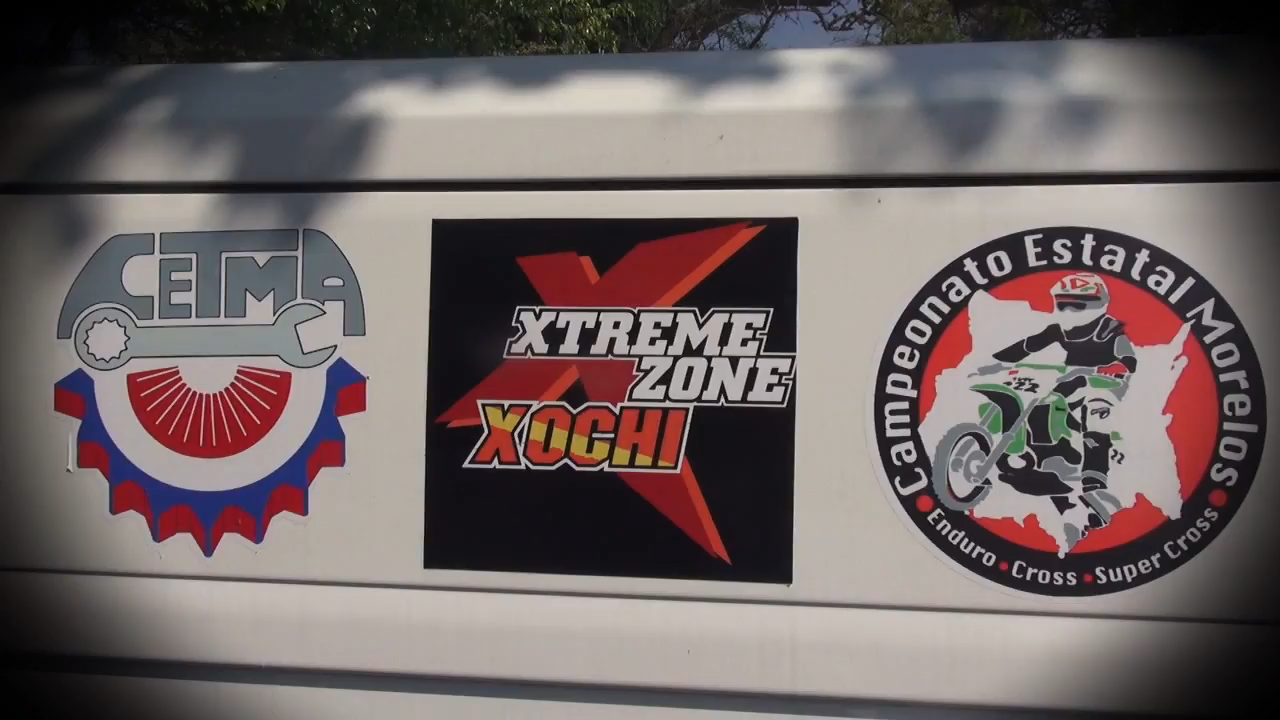 CETMA
XTREME
ZONE
XOCHI
Campeonato Estatal Morelos
Enduro • Cross • Super Cross